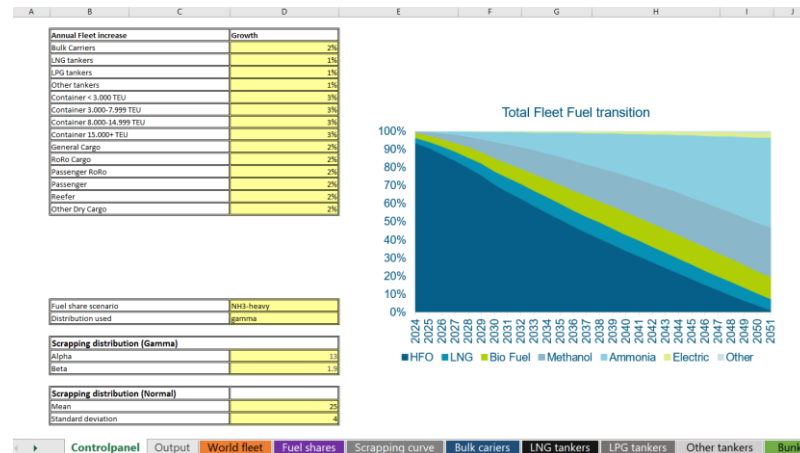 A B C D E F G H I J
Annual Fleet increase Growth
Bulk Carriers 2%
LNG tankers 1%
LPG tankers 1%
Other tankers 1%
Container < 3.000 TEU 3%
Container 3.000-7.999 TEU 3%
Container 8.000-14.999 TEU 3%
Container 15.000+ TEU 3%
General Cargo 2%
RoRo Cargo 2%
Passenger RoRo 2%
Passenger 2%
Reefer 2%
Other Dry Cargo 2%
Fuel share scenario NH3-heavy
Distribution used gamma
Scrapping distribution (Gamma)
Alpha 13
Beta 1.9
Scrapping distribution (Normal)
Mean 25
Standard deviation 4
Total Fleet Fuel transition
100%
90%
80%
70%
60%
50%
40%
30%
20%
10%
0%
2024 2025 2026 2027 2028 2029 2030 2031 2032 2033 2034 2035 2036 2037 2038 2039 2040 2041 2042 2043 2044 2045 2046 2047 2048 2049 2050 2051
HFO LNG Bio Fuel Methanol Ammonia Electric Other
Controlpanel Output World fleet Fuel shares Scrapping curve Bulk cariers LNG tankers LPG tankers Other tankers Bunk